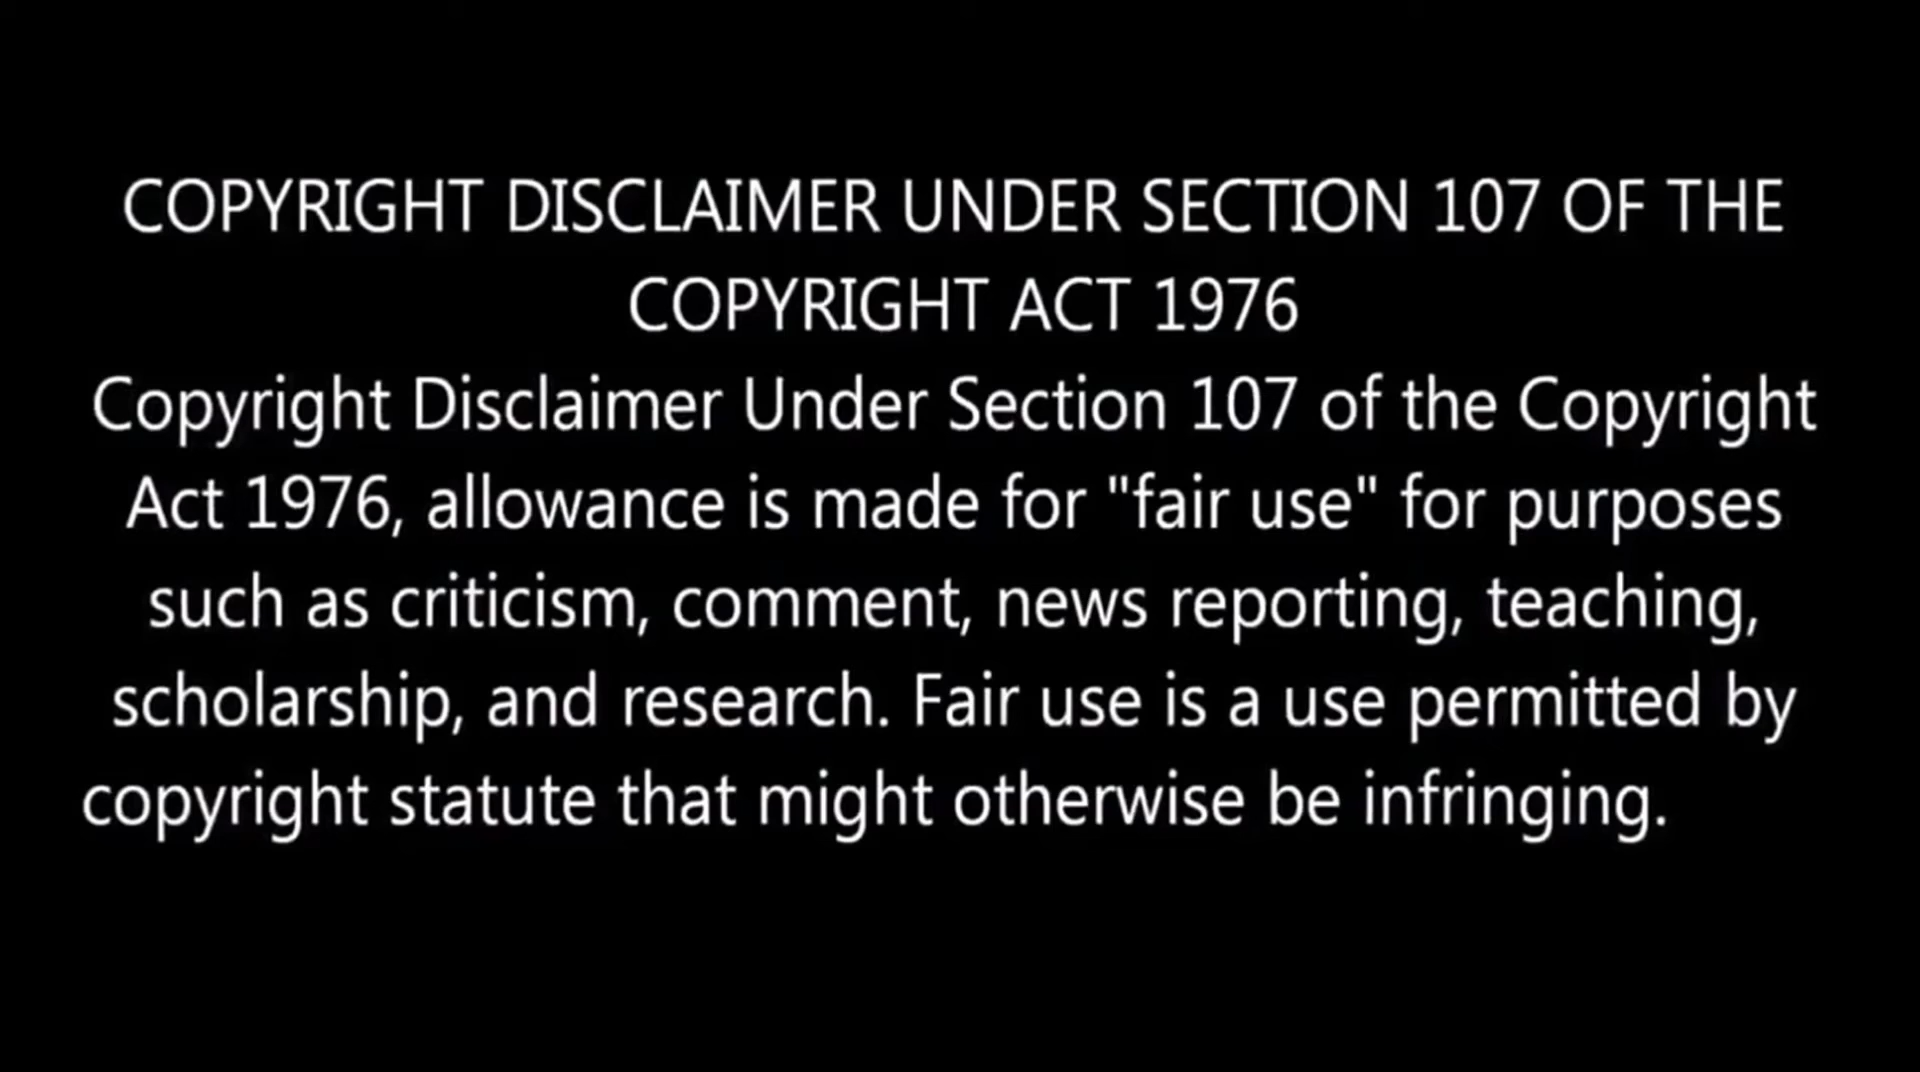 COPYRIGHT DISCLAIMER UNDER SECTION 107 OF THE
COPYRIGHT ACT 1976
Copyright Disclaimer Under Section 107 of the Copyright
Act 1976, allowance is made for "fair use" for purposes
such as criticism, comment, news reporting, teaching,
scholarship, and research. Fair use is a use permitted by
copyright statute that might otherwise be infringing.